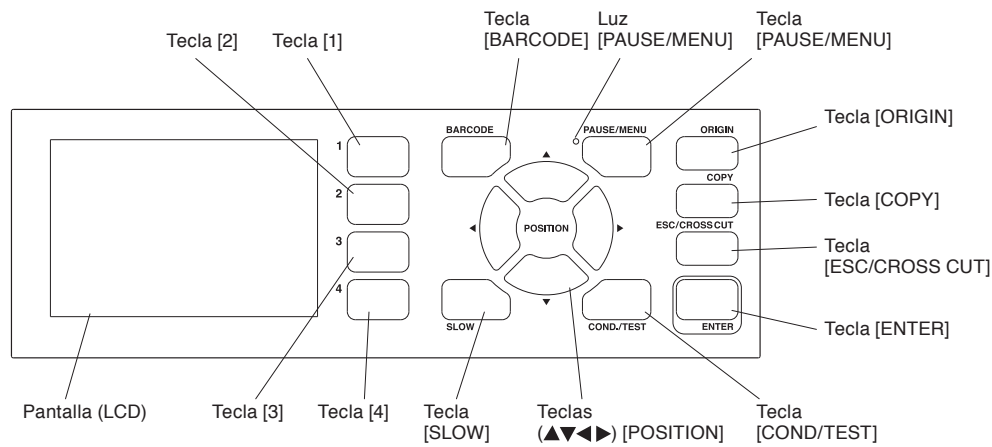 Tecla
[BARCODE]
Luz
[PAUSE/MENU]
Tecla
[PAUSE/MENU]
Tecla [2]
Tecla [1]
Tecla [ORIGIN]
BARCODE
PAUSE/MENU
ORIGIN
1
▲
COPY
2
Tecla [COPY]
ESC/CROSS CUT
◀
POSITION
▶
3
Tecla
[ESC/CROSS CUT]
4
▼
SLOW
COND./TEST
ENTER
Tecla [ENTER]
Pantalla (LCD)
Tecla [3]
Tecla [4]
Tecla
[SLOW]
Teclas
(▲▼◀▶) [POSITION]
Tecla
[COND/TEST]